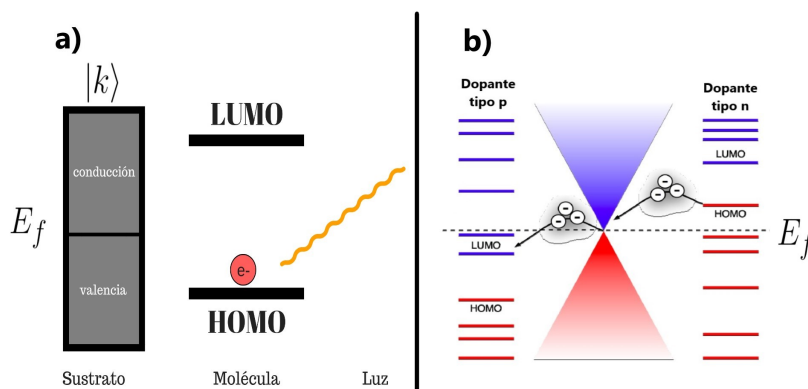 a)
|k⟩
conducción
E_f
valencia
Sustrato
LUMO
e-
HOMO
Molécula
Luz
b)
Dopante
tipo p
LUMO
HOMO
Dopante
tipo n
LUMO
HOMO
E_f